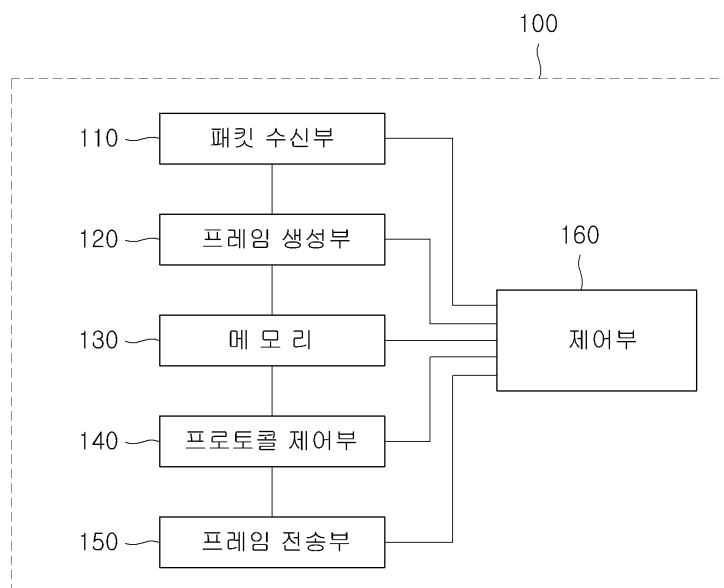 100
110 패킷 수신부
120 프레임 생성부
160
130 메 모 리
제어부
140 프로토콜 제어부
150 프레임 전송부